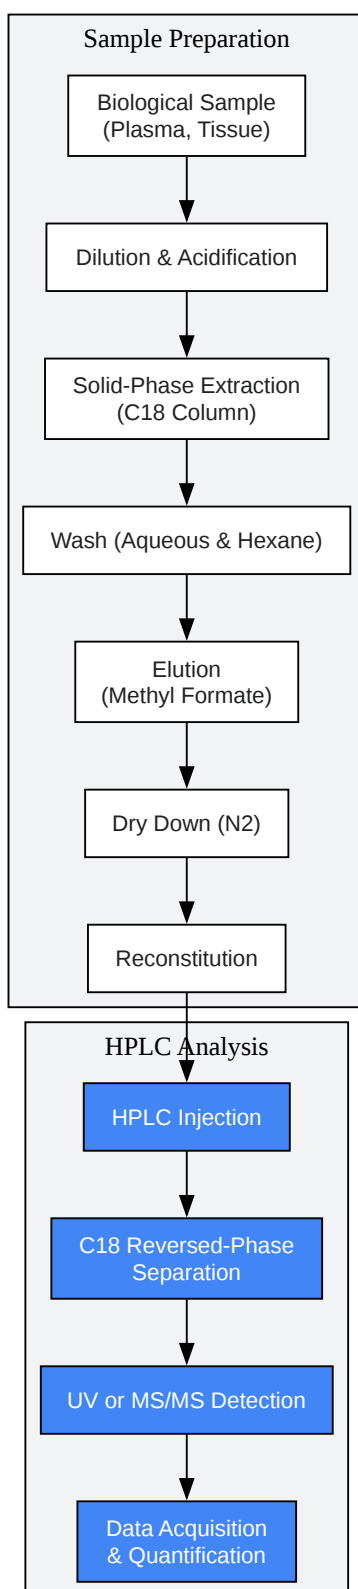 Sample Preparation
Biological Sample
(Plasma, Tissue)
Dilution & Acidification
Solid-Phase Extraction
(C18 Column)
Wash (Aqueous & Hexane)
Elution
(Methyl Formate)
Dry Down (N2)
Reconstitution
HPLC Analysis
HPLC Injection
C18 Reversed-Phase
Separation
UV or MS/MS Detection
Data Acquisition
& Quantification